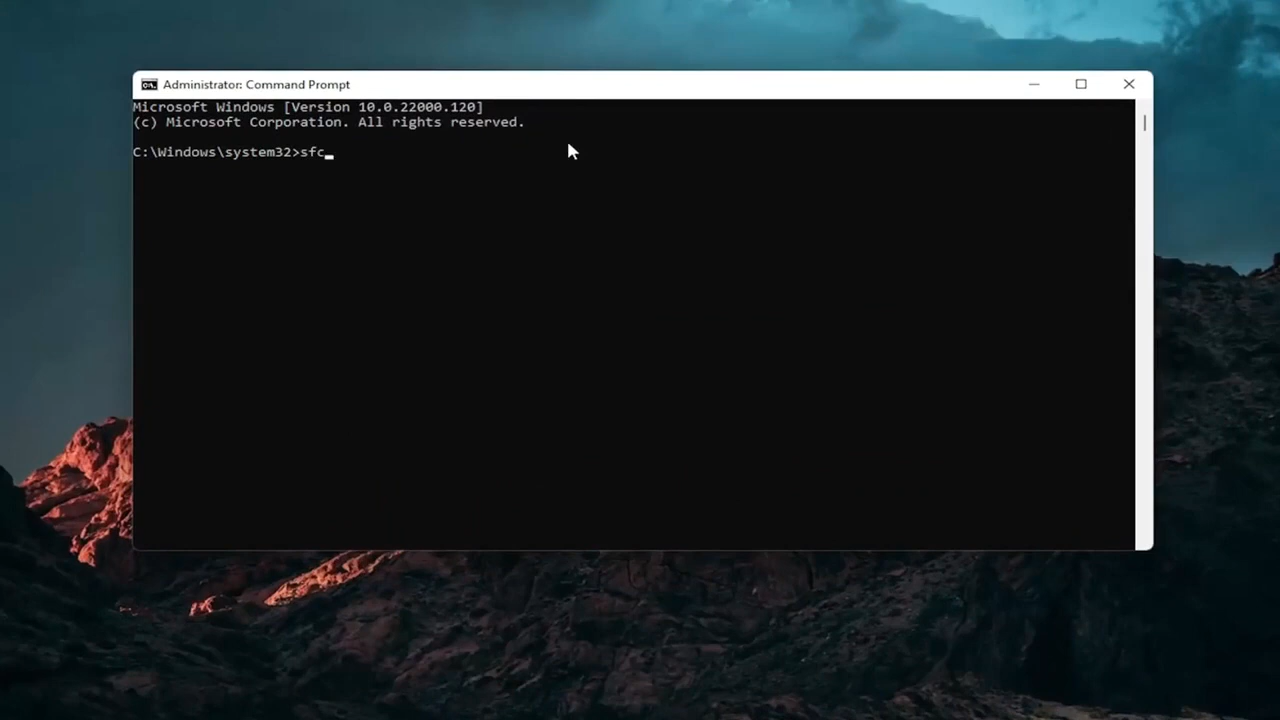 Administrator: Command Prompt
Microsoft Windows [Version 10.0.22000.120]
(c) Microsoft Corporation. All rights reserved.
C:\Windows\system32>sfc